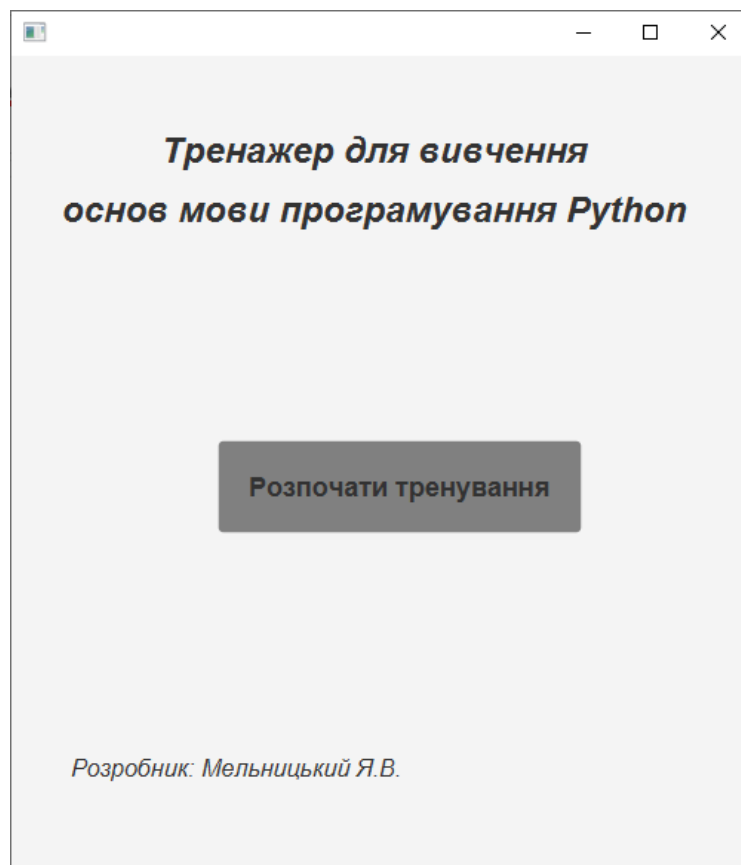 Тренажер для вивчення
основ мови програмування Python
Розпочати тренування
Розробник: Мельницький Я.В.